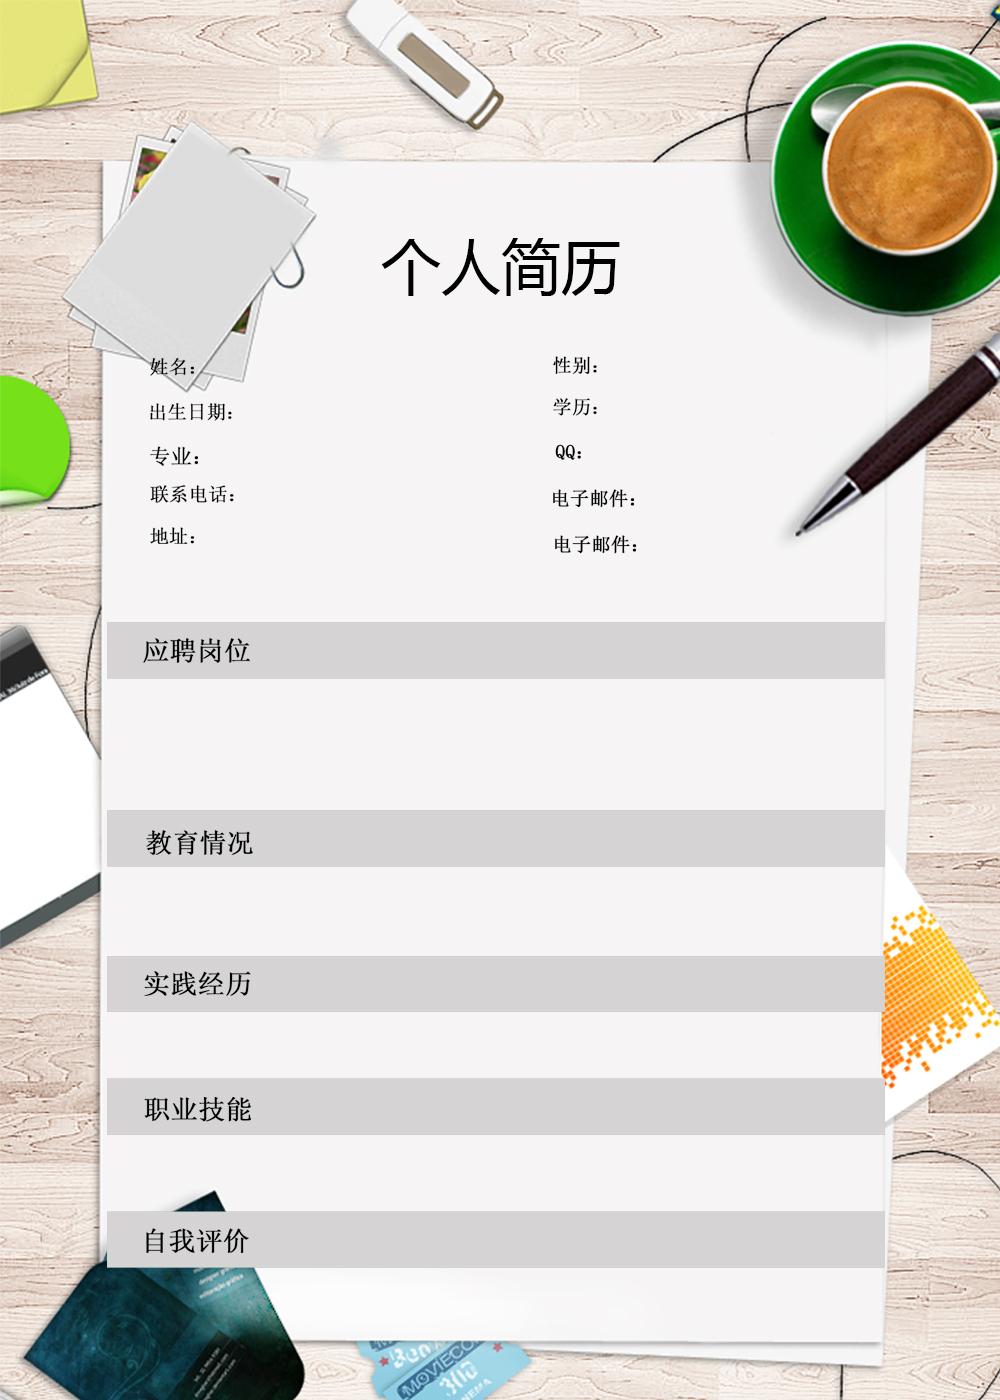 个人简历
姓名：
性别：
出生日期：
学历：
专业：
QQ：
联系电话：
电子邮件：
地址：
电子邮件：
应聘岗位
教育情况
实践经历
职业技能
自我评价
MOVIECO
300